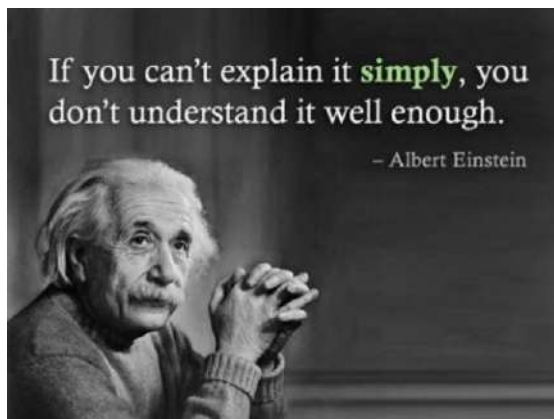 If you can't explain it simply, you
don't understand it well enough.
– Albert Einstein